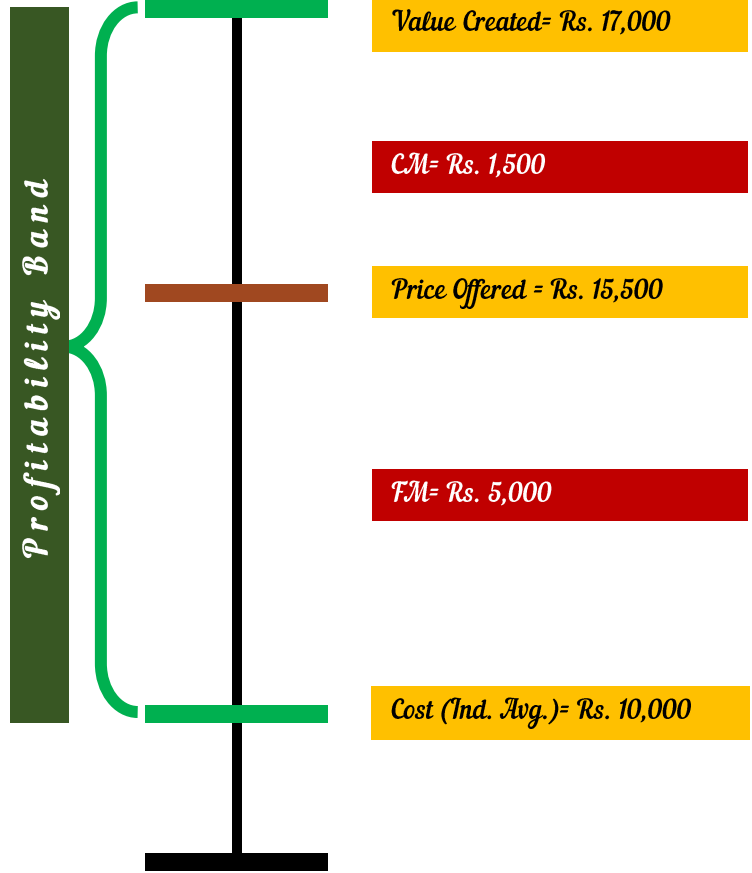 Profitability Band
Value Created= Rs. 17,000
CM= Rs. 1,500
Price Offered = Rs. 15,500
FM= Rs. 5,000
Cost (Ind. Avg.)= Rs. 10,000